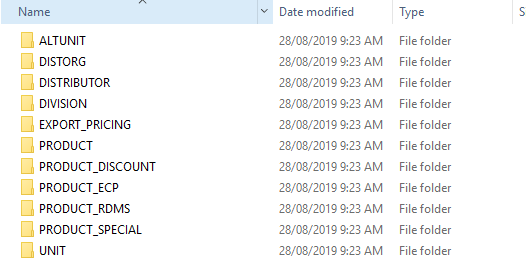 Name Date modified Type S
ALTUNIT 28/08/2019 9:23 AM File folder
DISTORG 28/08/2019 9:23 AM File folder
DISTRIBUTOR 28/08/2019 9:23 AM File folder
DIVISION 28/08/2019 9:23 AM File folder
EXPORT_PRICING 28/08/2019 9:23 AM File folder
PRODUCT 28/08/2019 9:23 AM File folder
PRODUCT_DISCOUNT 28/08/2019 9:23 AM File folder
PRODUCT_ECP 28/08/2019 9:23 AM File folder
PRODUCT_RDMS 28/08/2019 9:23 AM File folder
PRODUCT_SPECIAL 28/08/2019 9:23 AM File folder
UNIT 28/08/2019 9:23 AM File folder